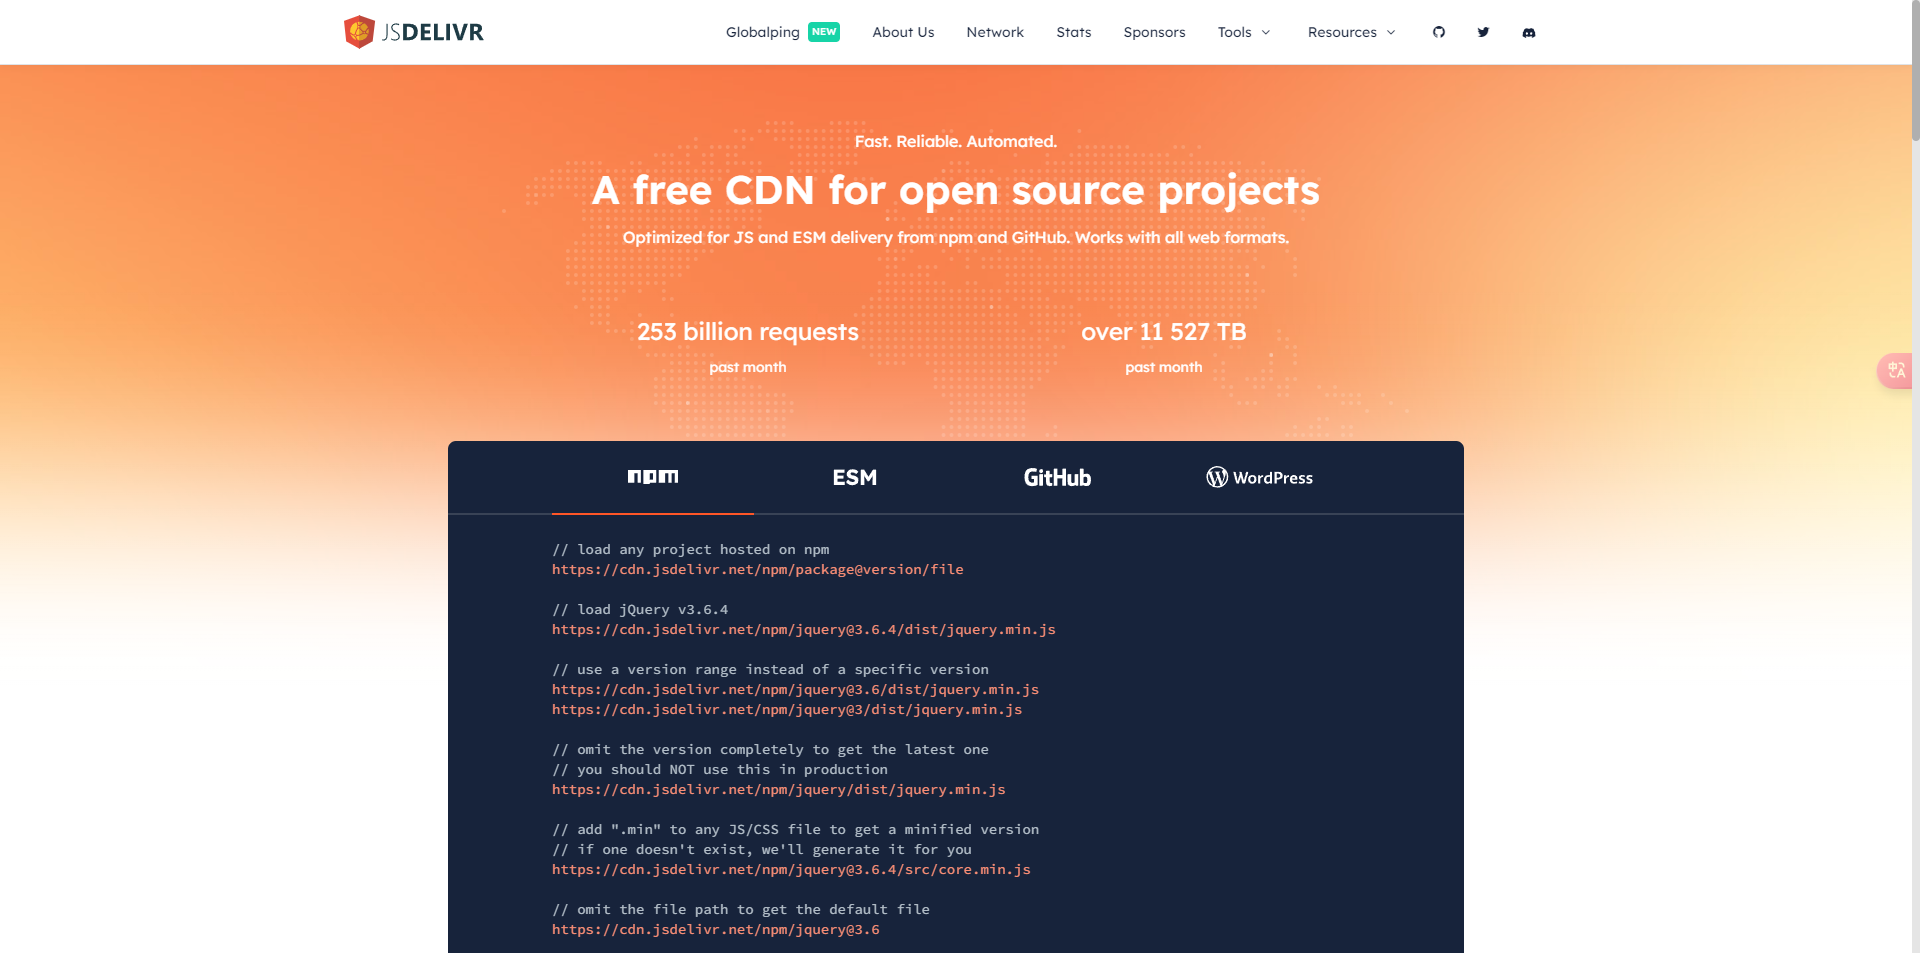 JSDELIVR
Globalping NEW About Us Network Stats Sponsors Tools Resources
Fast. Reliable. Automated.
A free CDN for open source projects
Optimized for JS and ESM delivery from npm and GitHub. Works with all web formats.
253 billion requests
past month
over 11 527 TB
past month
npm ESM GitHub WordPress
// load any project hosted on npm
https://cdn.jsdelivr.net/npm/package@version/file
// load jQuery v3.6.4
https://cdn.jsdelivr.net/npm/jquery@3.6.4/dist/jquery.min.js
// use a version range instead of a specific version
https://cdn.jsdelivr.net/npm/jquery@3.6/dist/jquery.min.js
https://cdn.jsdelivr.net/npm/jquery@3/dist/jquery.min.js
// omit the version completely to get the latest one
// you should NOT use this in production
https://cdn.jsdelivr.net/npm/jquery/dist/jquery.min.js
// add ".min" to any JS/CSS file to get a minified version
// if one doesn't exist, we'll generate it for you
https://cdn.jsdelivr.net/npm/jquery@3.6.4/src/core.min.js
// omit the file path to get the default file
https://cdn.jsdelivr.net/npm/jquery@3.6